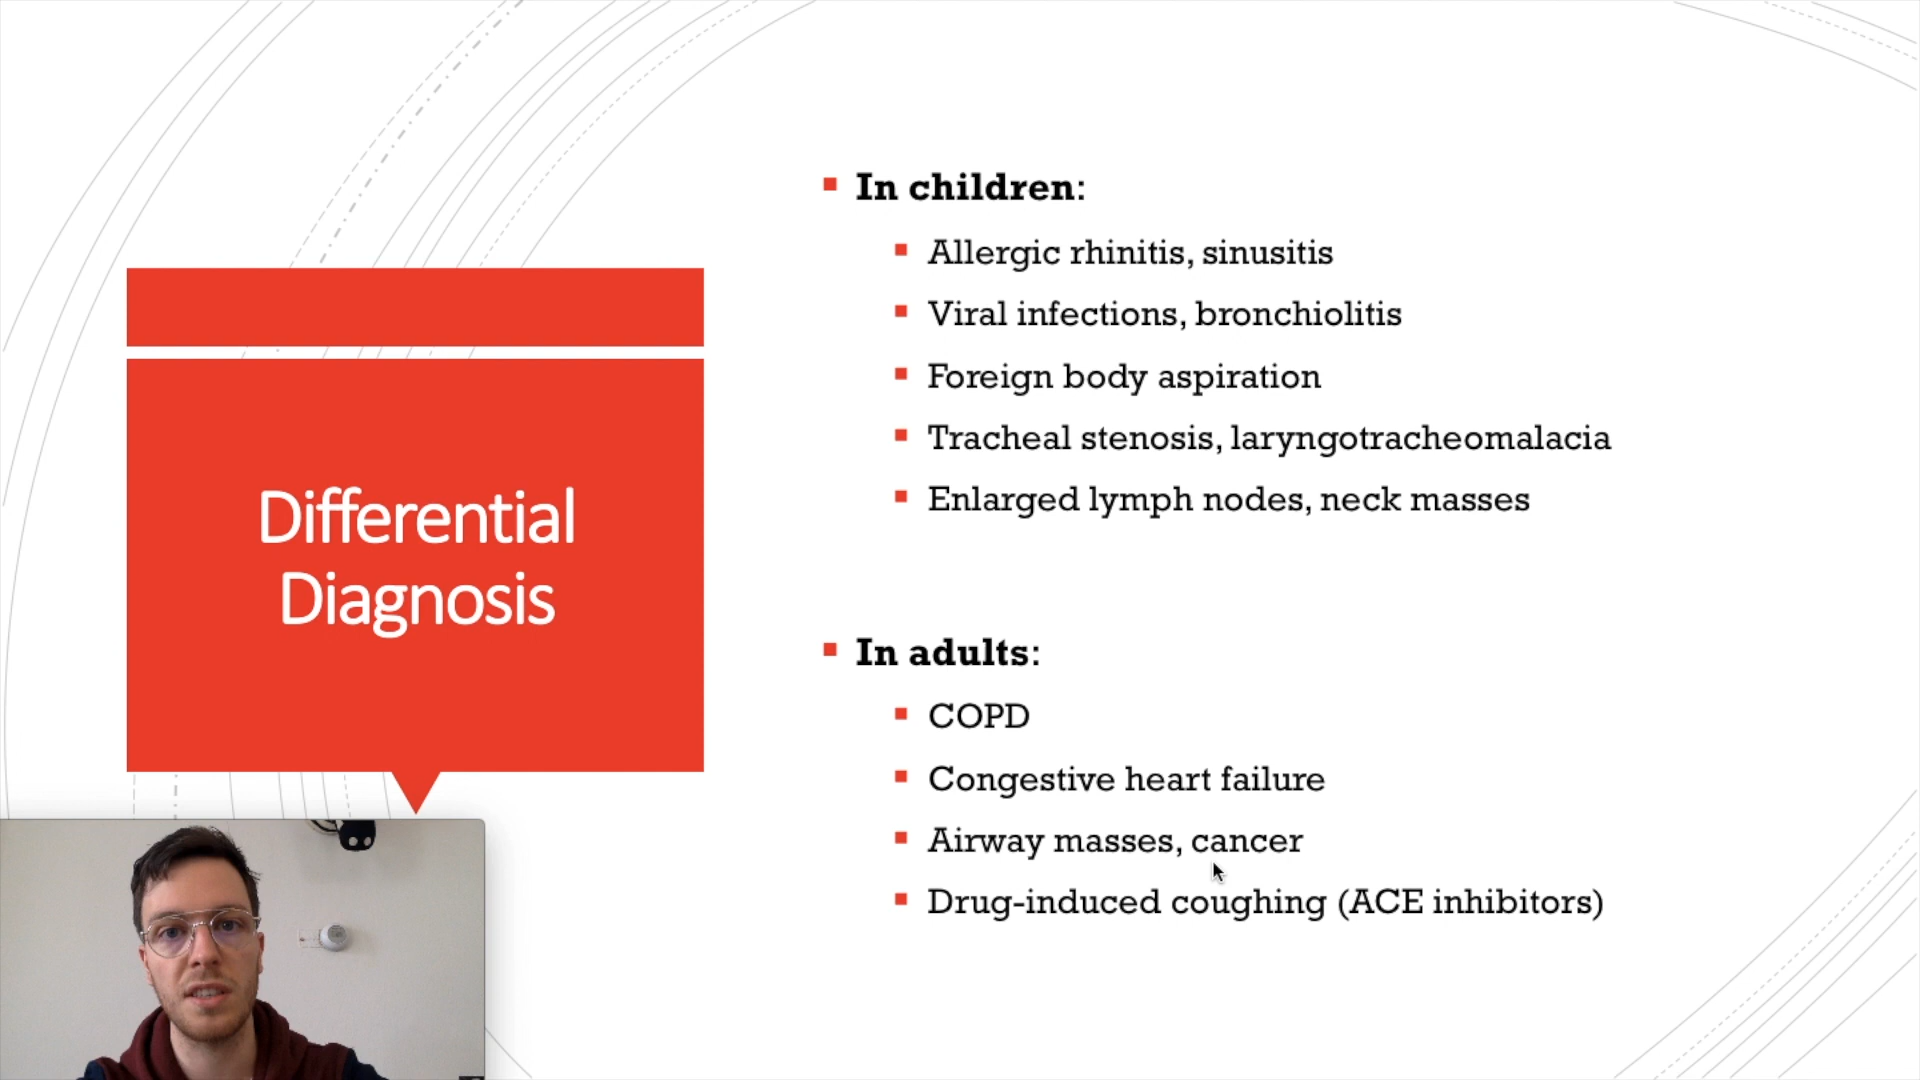 Differential
Diagnosis
In children:
Allergic rhinitis, sinusitis
Viral infections, bronchiolitis
Foreign body aspiration
Tracheal stenosis, laryngotracheomalacia
Enlarged lymph nodes, neck masses
In adults:
COPD
Congestive heart failure
Airway masses, cancer
Drug-induced coughing (ACE inhibitors)